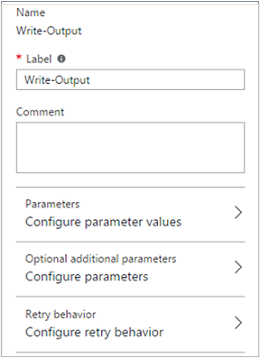 Name
Write-Output
* Label
Write-Output
Comment
Parameters
Configure parameter values
Optional additional parameters
Configure parameters
Retry behavior
Configure retry behavior